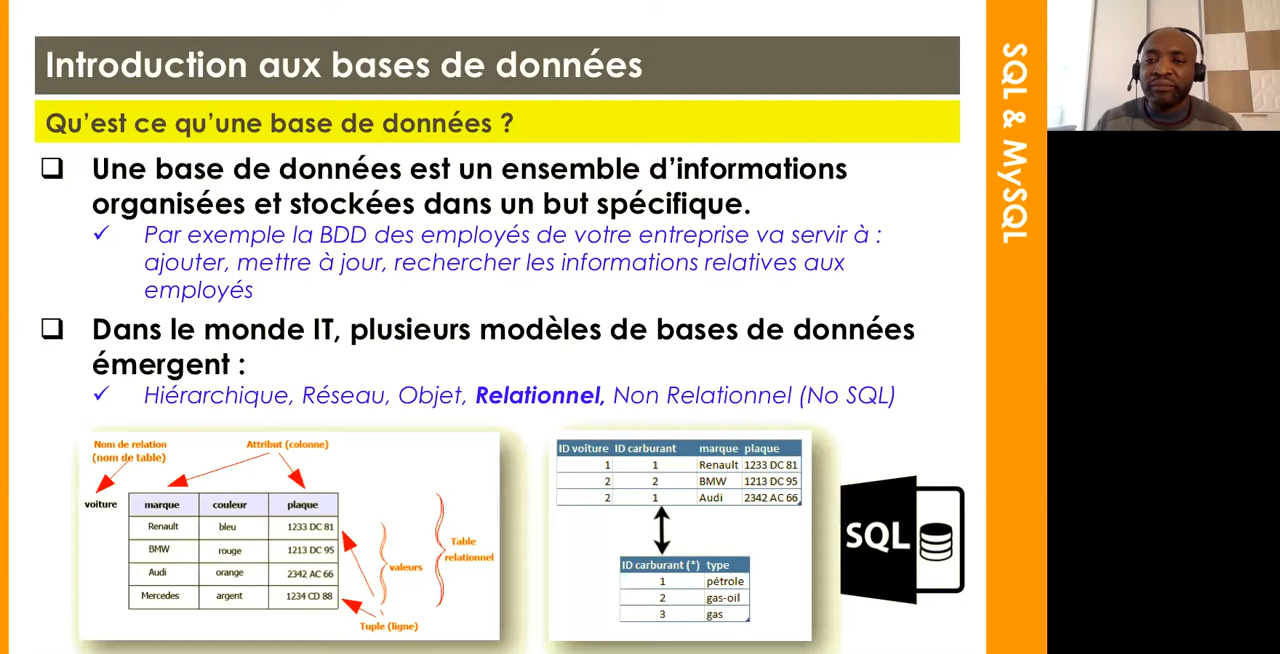 Introduction aux bases de données
Qu'est ce qu'une base de données ?
Une base de données est un ensemble d'informations
organisées et stockées dans un but spécifique.
Par exemple la BDD des employés de votre entreprise va servir à :
ajouter, mettre à jour, rechercher les informations relatives aux
employés
Dans le monde IT, plusieurs modèles de bases de données
émergent :
Hiérarchique, Réseau, Objet, Relationnel, Non Relationnel (No SQL)
Nom de relation
(nom de table)
Attribut (colonne)
voiture
marque couleur plaque
Renault bleu 1233 DC 81
BMW rouge 1213 DC 95
Audi orange 2342 AC 66
Mercedes argent 1234 CD 88
valeurs
Table
relationnel
Tuple (ligne)
ID voiture ID carburant marque plaque
1 1 Renault 1233 DC 81
2 2 BMW 1213 DC 95
2 1 Audi 2342 AC 66
ID carburant (*) type
1 pétrole
2 gas-oil
3 gas
SQL
SQL & MySQL